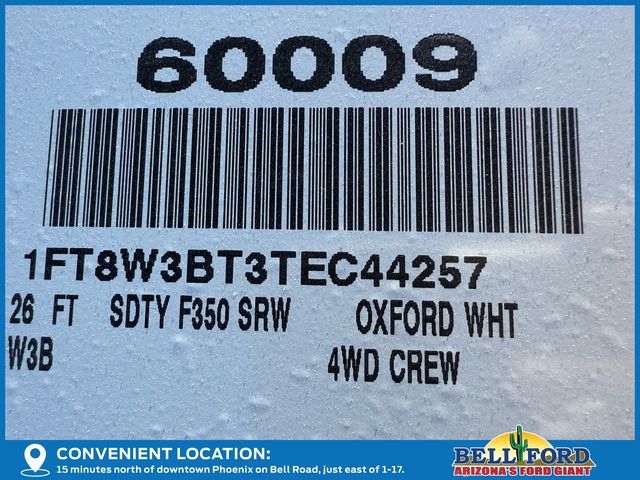 60009
1FT8W3BT3TEC44257
26 FT SDTY F350 SRW OXFORD WHT
W3B 4WD CREW
CONVENIENT LOCATION:
15 minutes north of downtown Phoenix on Bell Road, just east of 1-17.
BELL FORD
ARIZONA'S FORD GIANT